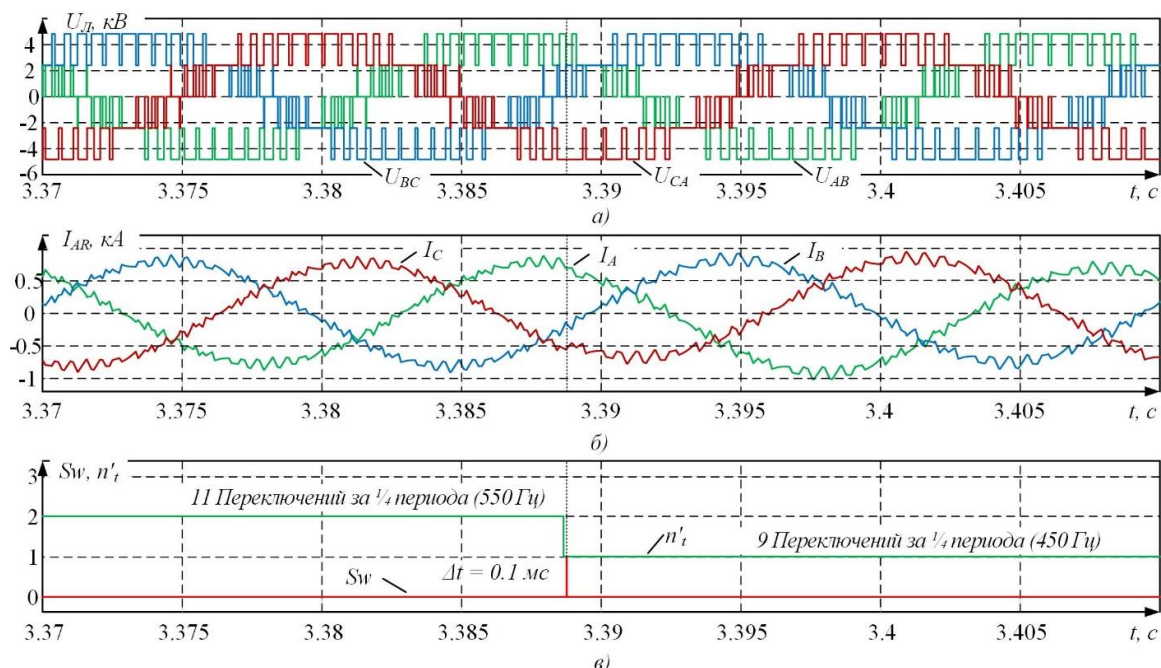 U_Л, кВ
4
2
0
-2
-4
-6
U_BC
U_CA
U_AB
3.37 3.375 3.38 3.385 3.39 3.395 3.4 3.405 t, с
а)
I_AR, кА
I_C
I_A
I_B
0.5
0
-0.5
-1
3.37 3.375 3.38 3.385 3.39 3.395 3.4 3.405 t, с
б)
Sw, n'_t
3
11 Переключений за ¼ периода (550 Гц)
2
n'_t
9 Переключений за ¼ периода (450 Гц)
1
Sw
Δt = 0.1 мс
0
3.37 3.375 3.38 3.385 3.39 3.395 3.4 3.405 t, с
в)